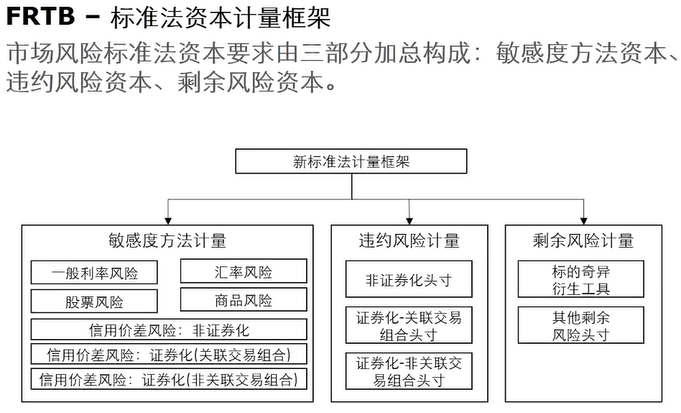 FRTB – 标准法资本计量框架
市场风险标准法资本要求由三部分加总构成：敏感度方法资本、
违约风险资本、剩余风险资本。
新标准法计量框架
敏感度方法计量
一般利率风险
汇率风险
股票风险
商品风险
信用价差风险：非证券化
信用价差风险：证券化(关联交易组合)
信用价差风险：证券化(非关联交易组合)
违约风险计量
非证券化头寸
证券化-关联交易
组合头寸
证券化-非关联交
易组合头寸
剩余风险计量
标的奇异
衍生工具
其他剩余
风险头寸